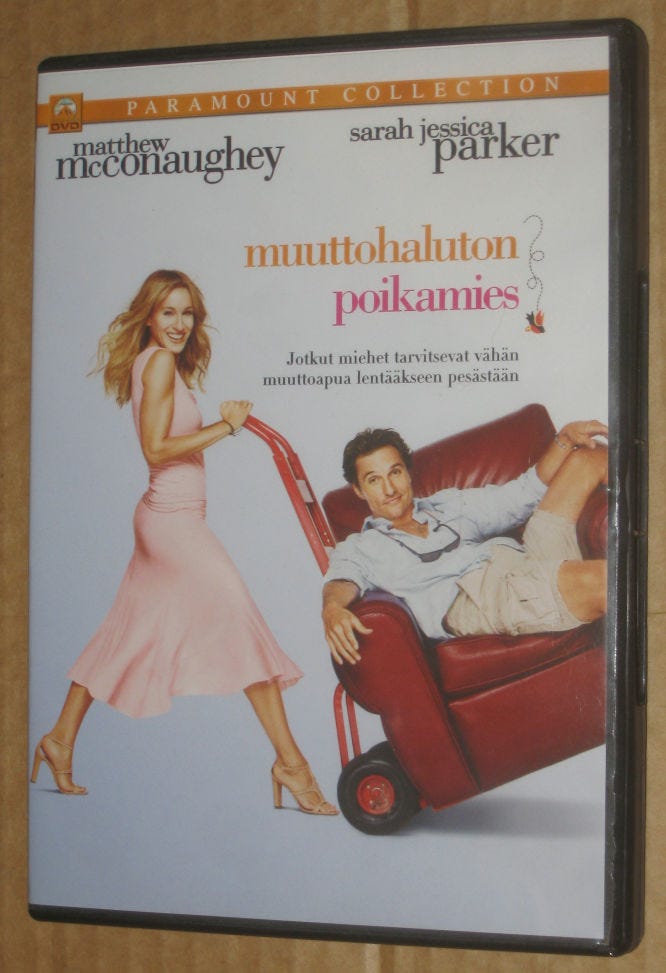 PARAMOUNT COLLECTION
DVD
matthew
mcconaughey
sarah jessica
parker
muuttohaluton
poikamies
Jotkut miehet tarvitsevat vähän
muuttoapua lentääkseen pesästään